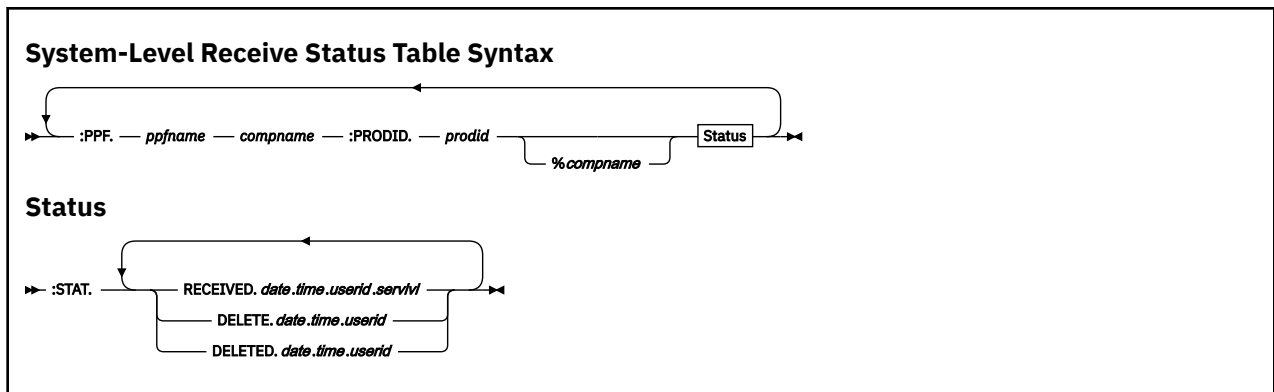 System-Level Receive Status Table Syntax
:PPF. ppfname compname :PRODID. prodid Status
%compname
Status
:STAT. RECEIVED. date.time.userid.servlvl
DELETE. date.time.userid
DELETED. date.time.userid